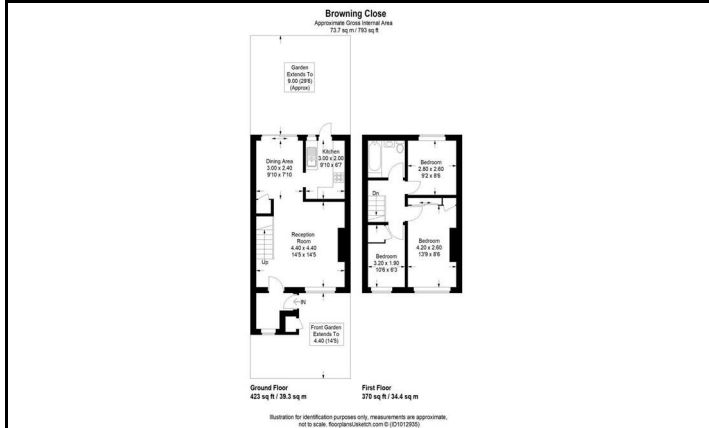 Browning Close
Approximate Gross Internal Area
73.7 sq m / 793 sq ft
Garden
Extends To
9.00 (29'6)
(Approx)
Dining Area
3.00 x 2.40
9'10 x 7'10
Kitchen
3.00 x 2.00
9'10 x 6'7
Reception
Room
4.40 x 4.40
14'5 x 14'5
Up
IN
Front Garden
Extends To
4.40 (14'5)
Dn
Bedroom
2.80 x 2.60
9'2 x 8'6
Bedroom
4.20 x 2.60
13'9 x 8'6
Bedroom
3.20 x 1.90
10'6 x 6'3
Ground Floor
423 sq ft / 39.3 sq m
First Floor
370 sq ft / 34.4 sq m
Illustration for identification purposes only, measurements are approximate,
not to scale. floorplansUsketch.com © (ID1012935)